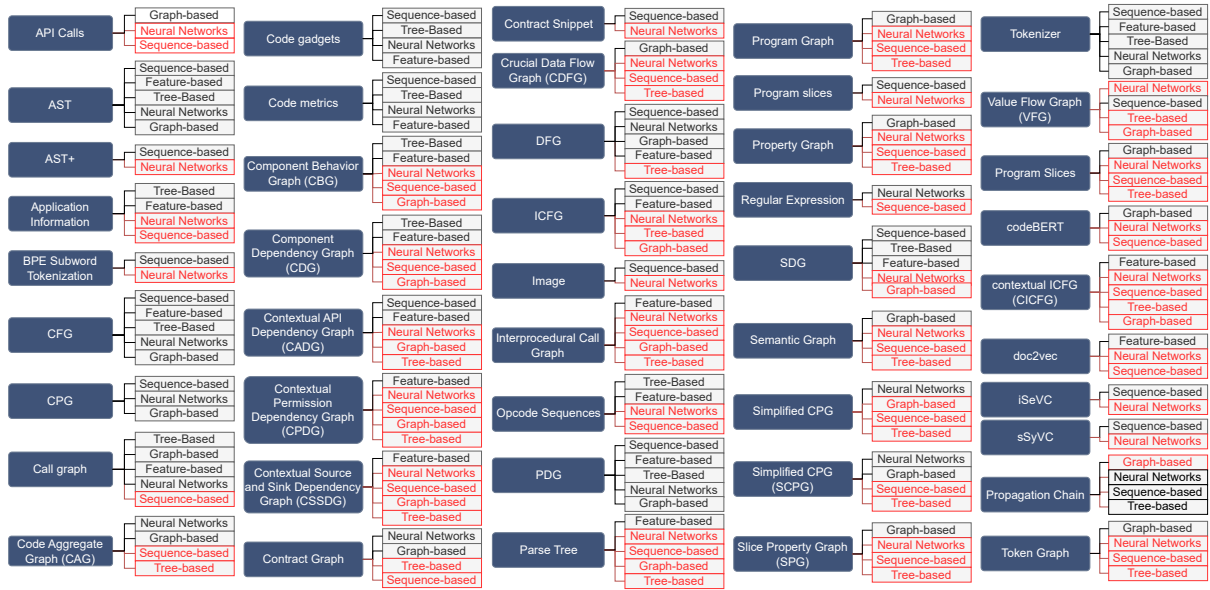 API Calls
Graph-based
Neural Networks
Sequence-based
AST
Sequence-based
Feature-based
Tree-Based
Neural Networks
Graph-based
AST+
Sequence-based
Neural Networks
Application
Information
Tree-Based
Feature-based
Neural Networks
Sequence-based
BPE Subword
Tokenization
Sequence-based
Neural Networks
CFG
Sequence-based
Feature-based
Tree-Based
Neural Networks
Graph-based
CPG
Sequence-based
Neural Networks
Graph-based
Call graph
Tree-Based
Graph-based
Feature-based
Neural Networks
Sequence-based
Code Aggregate
Graph (CAG)
Neural Networks
Graph-based
Sequence-based
Tree-based
Code gadgets
Sequence-based
Tree-Based
Neural Networks
Feature-based
Code metrics
Sequence-based
Tree-Based
Neural Networks
Feature-based
Component Behavior
Graph (CBG)
Tree-Based
Feature-based
Neural Networks
Sequence-based
Graph-based
Component
Dependency Graph
(CDG)
Tree-Based
Feature-based
Neural Networks
Sequence-based
Graph-based
Contextual API
Dependency Graph
(CADG)
Sequence-based
Feature-based
Neural Networks
Graph-based
Tree-based
Contextual
Permission
Dependency Graph
(CPDG)
Feature-based
Neural Networks
Sequence-based
Graph-based
Tree-based
Contextual Source
and Sink Dependency
Graph (CSSDG)
Feature-based
Neural Networks
Sequence-based
Graph-based
Tree-based
Contract Graph
Neural Networks
Graph-based
Tree-based
Sequence-based
Contract Snippet
Sequence-based
Neural Networks
Crucial Data Flow
Graph (CDFG)
Graph-based
Neural Networks
Sequence-based
Tree-based
DFG
Sequence-based
Neural Networks
Graph-based
Feature-based
Tree-based
ICFG
Sequence-based
Feature-based
Neural Networks
Tree-based
Graph-based
Image
Sequence-based
Neural Networks
Interprocedural Call
Graph
Feature-based
Neural Networks
Sequence-based
Graph-based
Tree-based
Opcode Sequences
Tree-Based
Feature-based
Neural Networks
Sequence-based
PDG
Sequence-based
Feature-based
Tree-Based
Neural Networks
Graph-based
Parse Tree
Feature-based
Neural Networks
Sequence-based
Graph-based
Tree-based
Program Graph
Graph-based
Neural Networks
Sequence-based
Tree-based
Program slices
Sequence-based
Neural Networks
Property Graph
Graph-based
Neural Networks
Sequence-based
Tree-based
Regular Expression
Neural Networks
Sequence-based
SDG
Sequence-based
Tree-Based
Feature-based
Neural Networks
Graph-based
Semantic Graph
Graph-based
Neural Networks
Sequence-based
Tree-based
Simplified CPG
Neural Networks
Graph-based
Sequence-based
Tree-based
Simplified CPG
(SCPG)
Neural Networks
Graph-based
Sequence-based
Tree-based
Slice Property Graph
(SPG)
Graph-based
Neural Networks
Sequence-based
Tree-based
Tokenizer
Sequence-based
Feature-based
Tree-Based
Neural Networks
Graph-based
Value Flow Graph
(VFG)
Neural Networks
Sequence-based
Tree-based
Graph-based
Program Slices
Graph-based
Neural Networks
Sequence-based
Tree-based
codeBERT
Graph-based
Neural Networks
Sequence-based
contextual ICFG
(CICFG)
Feature-based
Neural Networks
Sequence-based
Tree-based
Graph-based
doc2vec
Feature-based
Neural Networks
Sequence-based
iSeVC
Sequence-based
Neural Networks
sSyVC
Sequence-based
Neural Networks
Propagation Chain
Graph-based
Neural Networks
Sequence-based
Tree-based
Token Graph
Graph-based
Neural Networks
Sequence-based
Tree-based